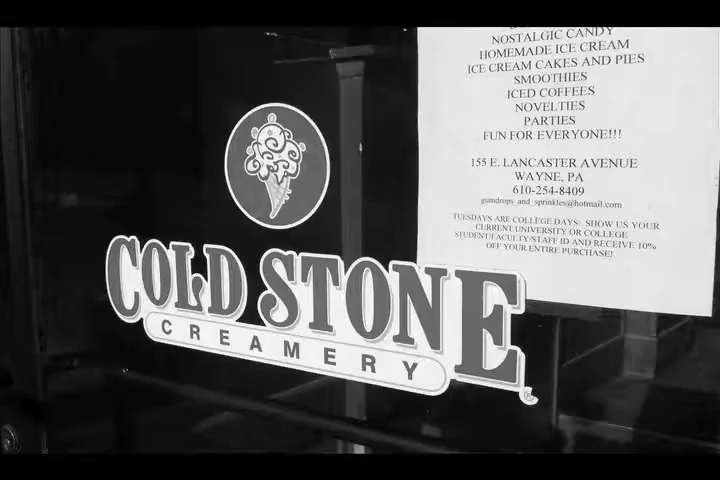 NOSTALGIC CANDY
HOMEMADE ICE CREAM
ICE CREAM CAKES AND PIES
SMOOTHIES
ICED COFFEES
NOVELTIES
PARTIES
FUN FOR EVERYONE!!!
155 E. LANCASTER AVENUE
WAYNE, PA
610-254-8409
gumdrops_and_sprinkles@hotmail.com
TUESDAYS ARE COLLEGE DAYS: SHOW US YOUR
CURRENT UNIVERSITY OR COLLEGE
STUDENT/FACULTY/STAFF ID AND RECEIVE 10%
OFF YOUR ENTIRE PURCHASE!
COLD STONE
CREAMERY